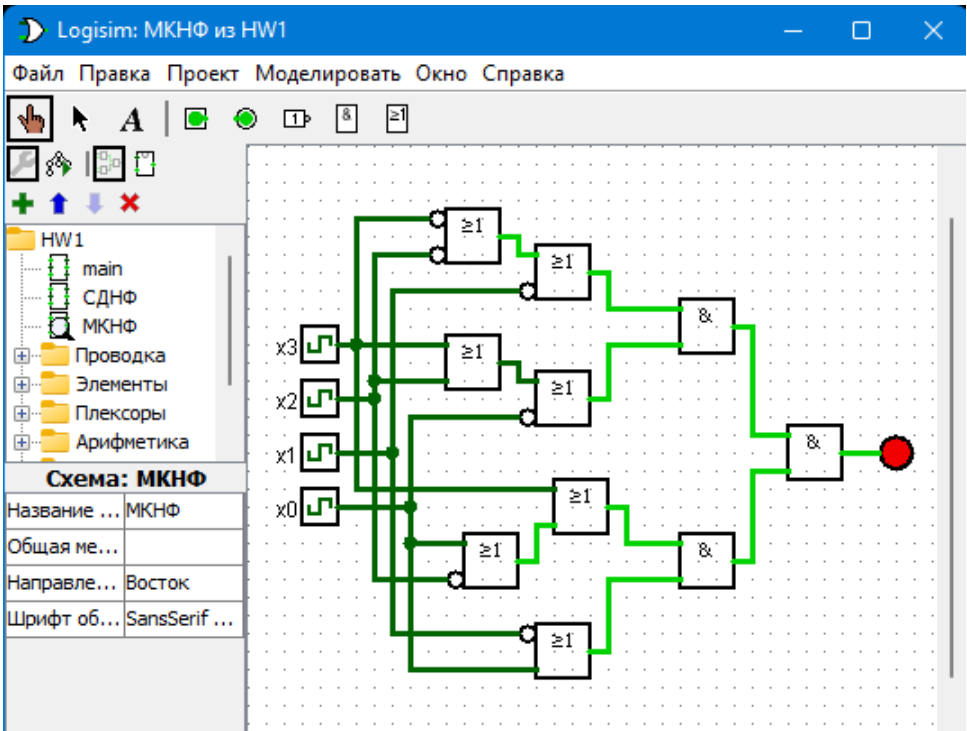 Logisim: МКНФ из HW1
Файл Правка Проект Моделировать Окно Справка
A 1 & ≥1
HW1
main
СДНФ
МКНФ
Проводка
Элементы
Плексоры
Арифметика
Схема: МКНФ
Название ... МКНФ
Общая ме...
Направле... Восток
Шрифт об... SansSerif ...
≥1
≥1
&
x3
≥1
x2
≥1
x1
&
x0
≥1
≥1
&
≥1